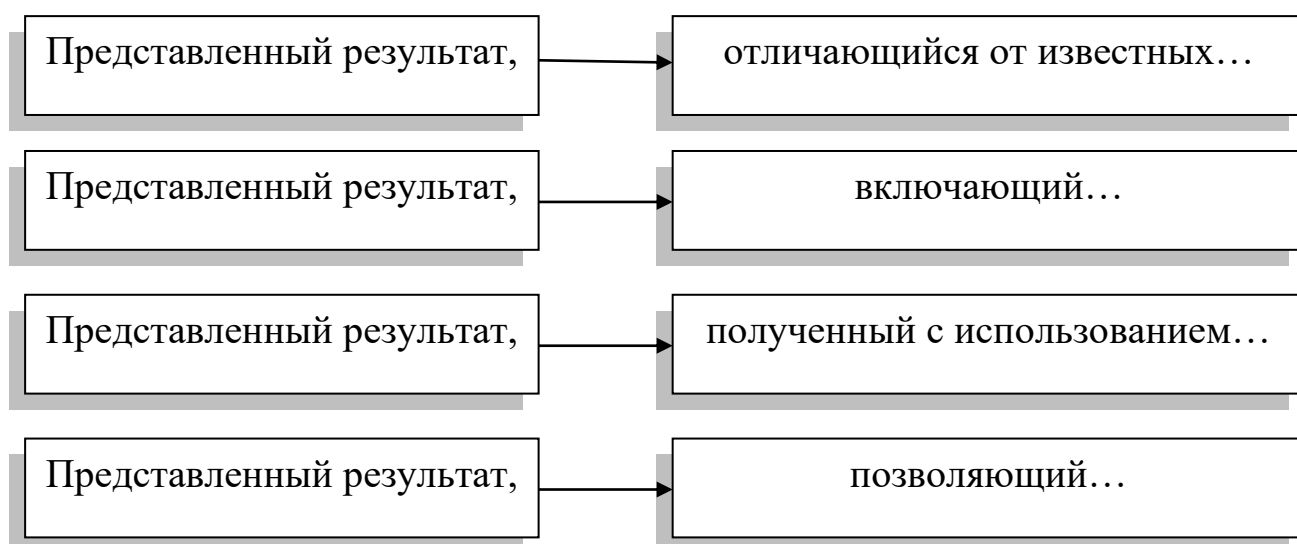 Представленный результат,
отличающийся от известных…
Представленный результат,
включающий…
Представленный результат,
полученный с использованием…
Представленный результат,
позволяющий…